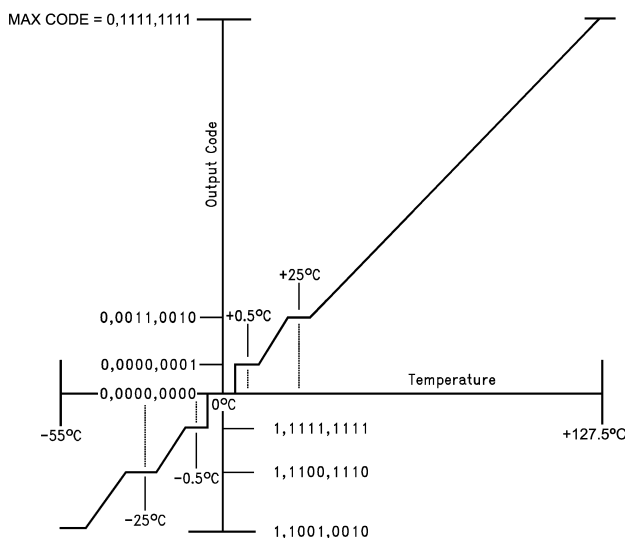 MAX CODE = 0,1111,1111
Output Code
+25°C
0,0011,0010
+0.5°C
0,0000,0001
Temperature
0,0000,0000
0°C
-55°C
1,1111,1111
+127.5°C
-0.5°C
1,1100,1110
-25°C
1,1001,0010